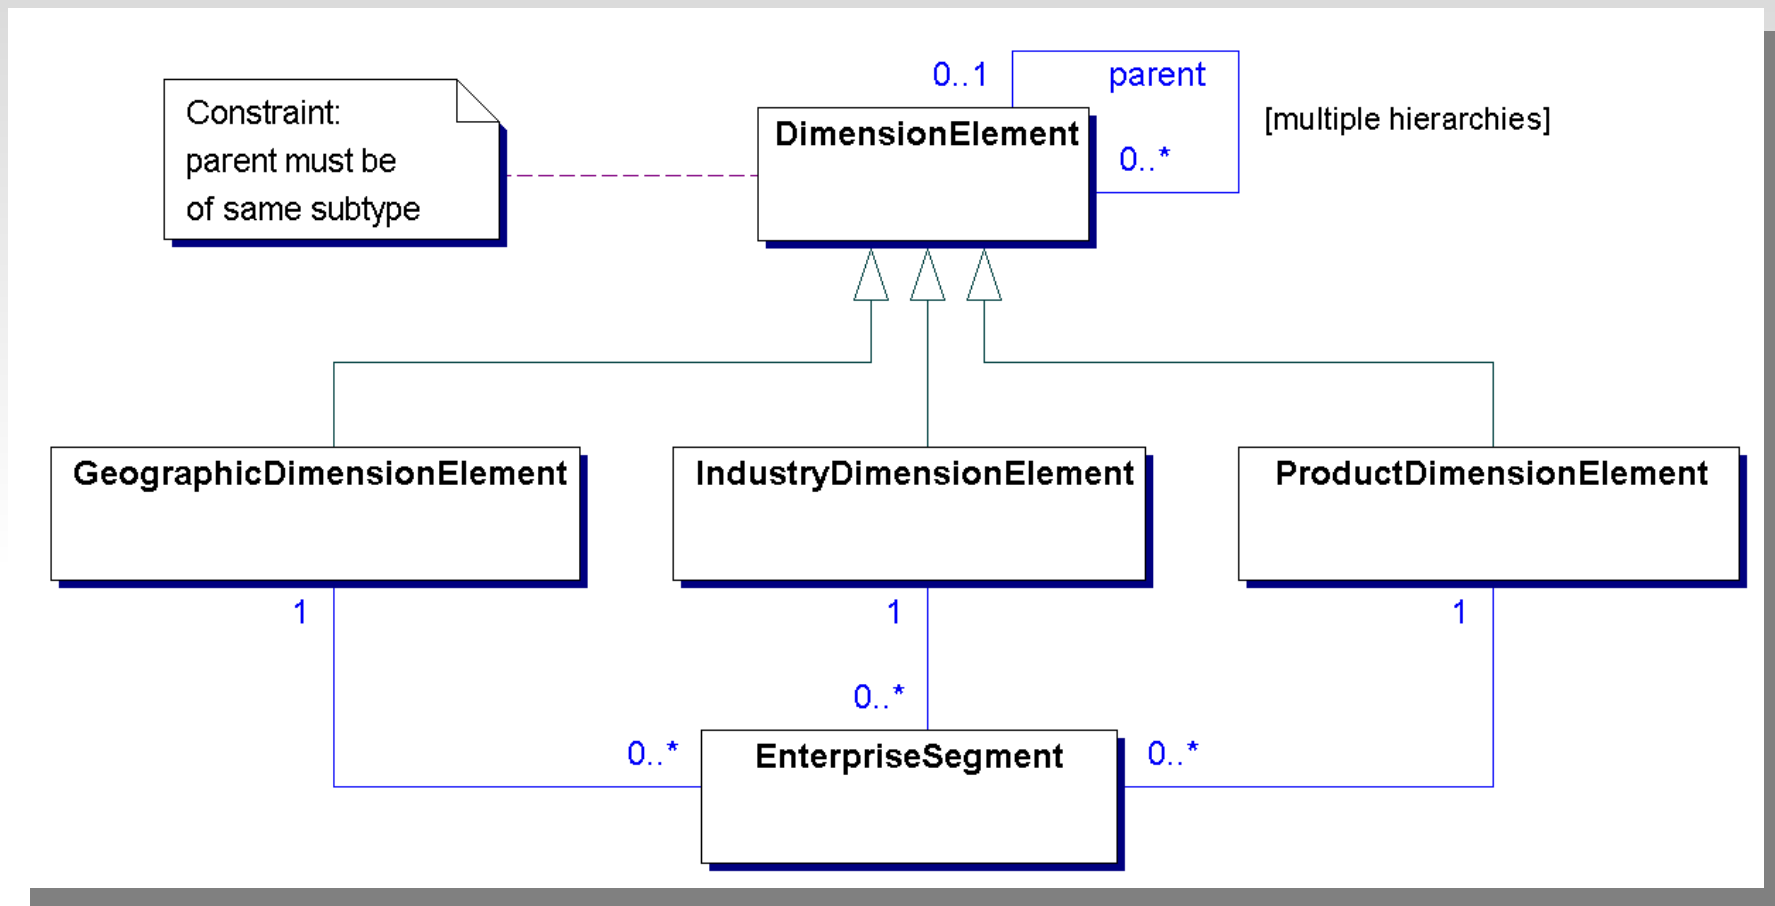 0..1
parent
Constraint:
parent must be
of same subtype
DimensionElement
[multiple hierarchies]
0..*
GeographicDimensionElement
IndustryDimensionElement
ProductDimensionElement
1
1
1
0..*
0..*
EnterpriseSegment
0..*